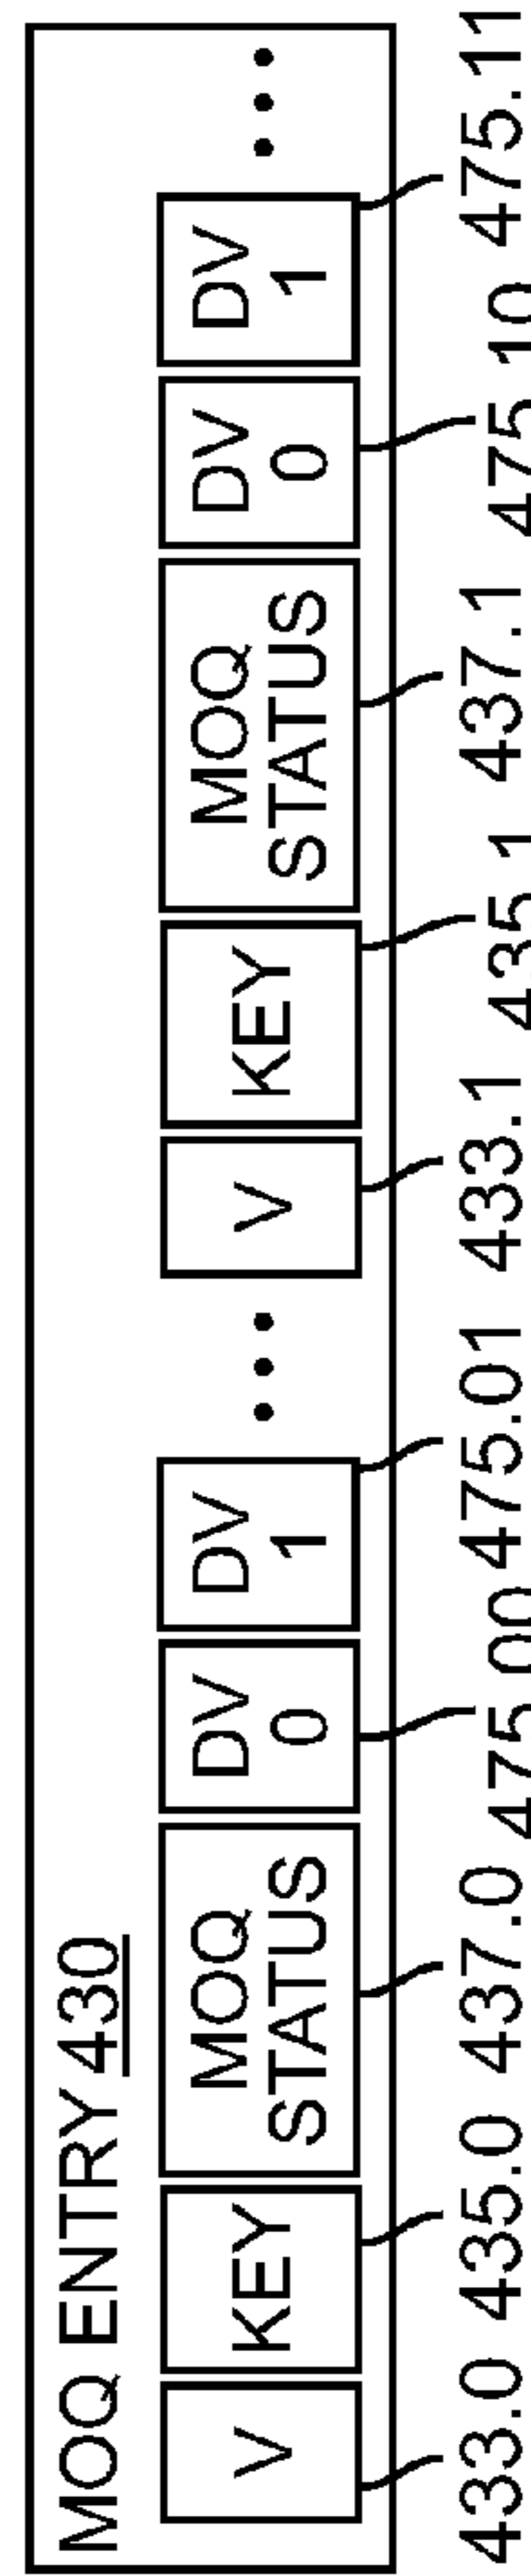 MOQ ENTRY 430
V KEY MOQ STATUS DV 0 DV 1 ••• V KEY MOQ STATUS DV 0 DV 1 •••
433.0 435.0 437.0 475.00 475.01 433.1 435.1 437.1 475.10 475.11